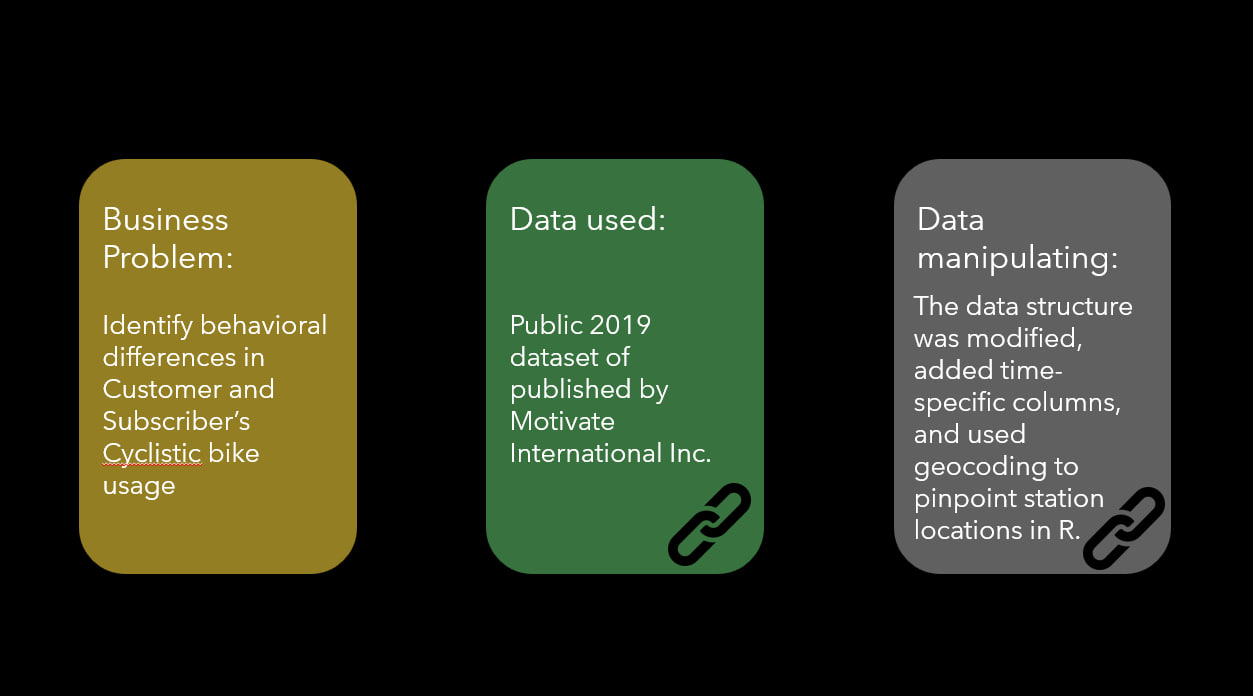 Business
Problem:
Identify behavioral
differences in
Customer and
Subscriber’s
Cyclistic bike
usage
Data used:
Public 2019
dataset of
published by
Motivate
International Inc.
Data
manipulating:
The data structure
was modified,
added time-
specific columns,
and used
geocoding to
pinpoint station
locations in R.